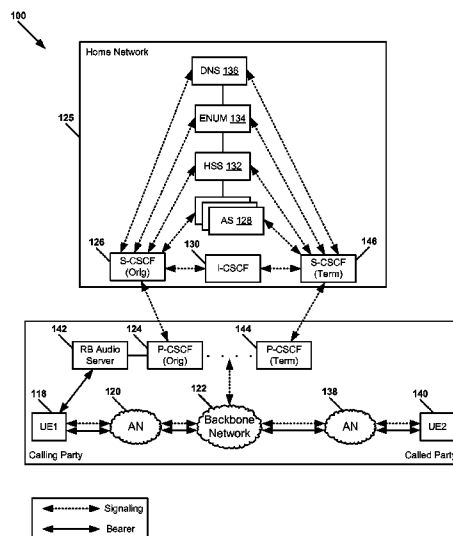 100
Home Network
DNS 136
125
ENUM 134
HSS 132
AS 128
126
130
146
S-CSCF
(Orig)
I-CSCF
S-CSCF
(Term)
142
124
144
RB Audio
Server
P-CSCF
(Orig)
P-CSCF
(Term)
118
120
122
138
140
UE1
AN
Backbone
Network
AN
UE2
Calling Party
Called Party
Signaling
Bearer